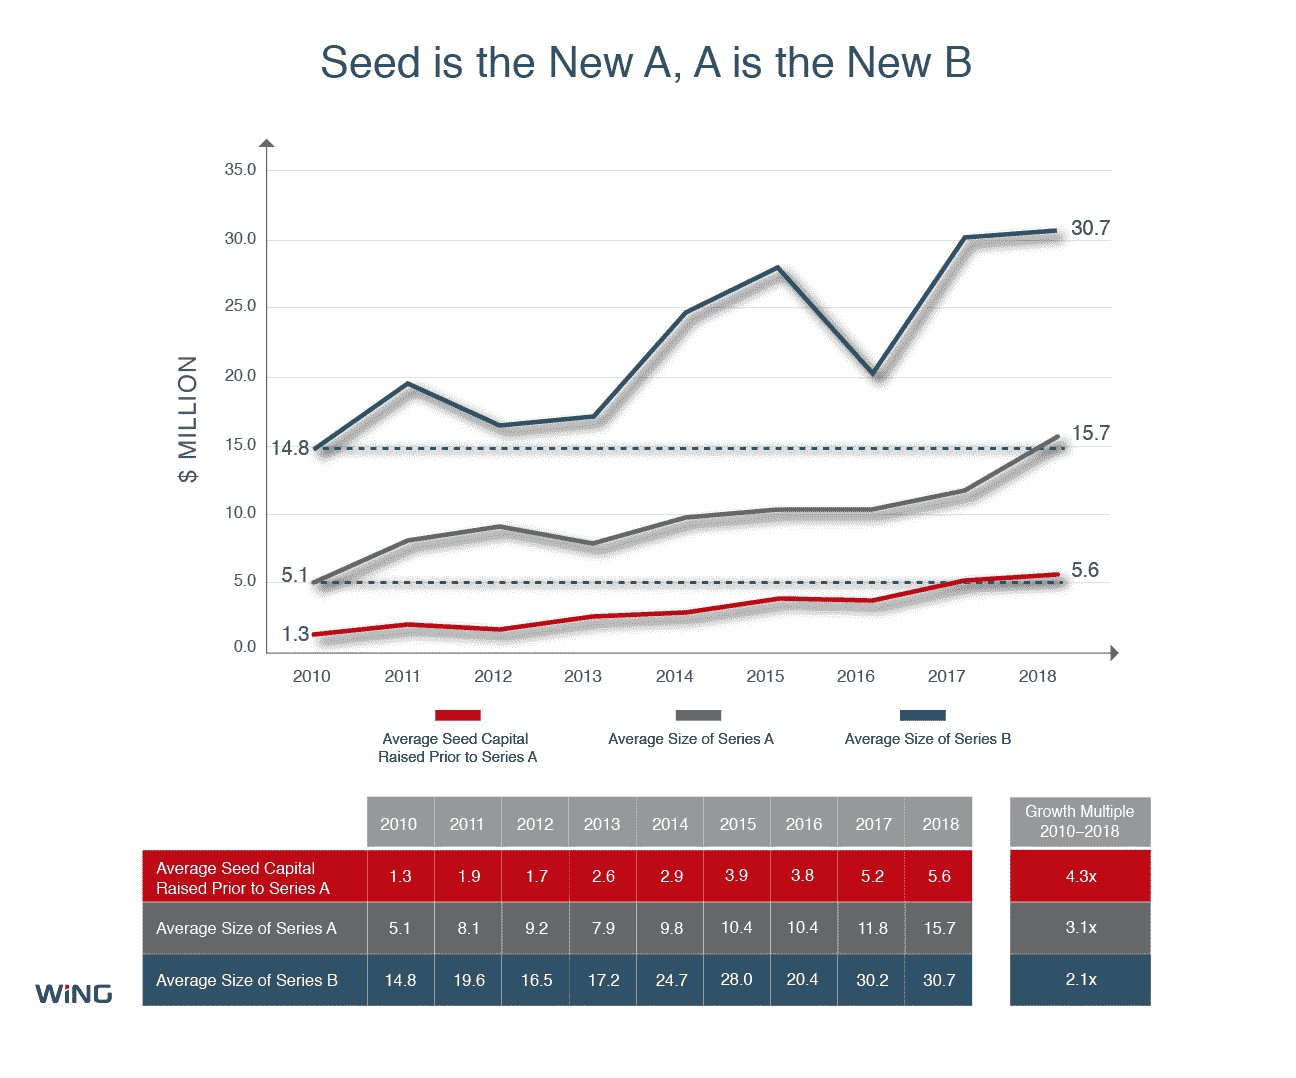 Seed is the New A, A is the New B
$ MILLION
35.0
30.0
25.0
20.0
15.0
10.0
5.0
0.0
14.8
5.1
1.3
30.7
15.7
5.6
2010 2011 2012 2013 2014 2015 2016 2017 2018
Average Seed Capital
Raised Prior to Series A
Average Size of Series A
Average Size of Series B
2010 2011 2012 2013 2014 2015 2016 2017 2018
Growth Multiple
2010–2018
Average Seed Capital
Raised Prior to Series A
1.3 1.9 1.7 2.6 2.9 3.9 3.8 5.2 5.6 4.3x
Average Size of Series A 5.1 8.1 9.2 7.9 9.8 10.4 10.4 11.8 15.7 3.1x
Average Size of Series B 14.8 19.6 16.5 17.2 24.7 28.0 20.4 30.2 30.7 2.1x
WiNG